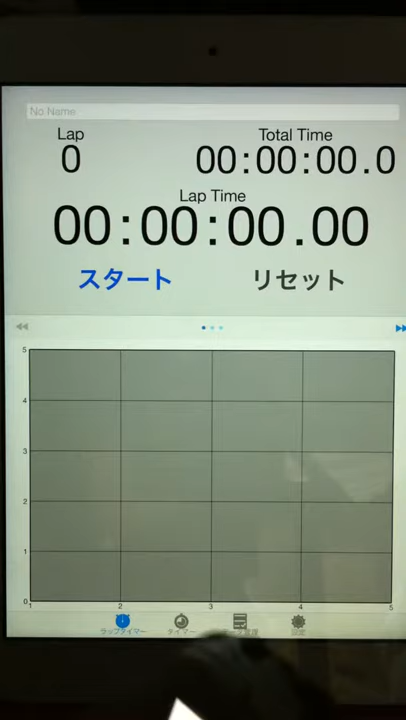 No Name
Lap
Total Time
0
00:00:00.0
Lap Time
00:00:00.00
スタート
リセット
5
4
3
2
1
0
1
2
3
4
5
ラップタイマー
タイマー
設定